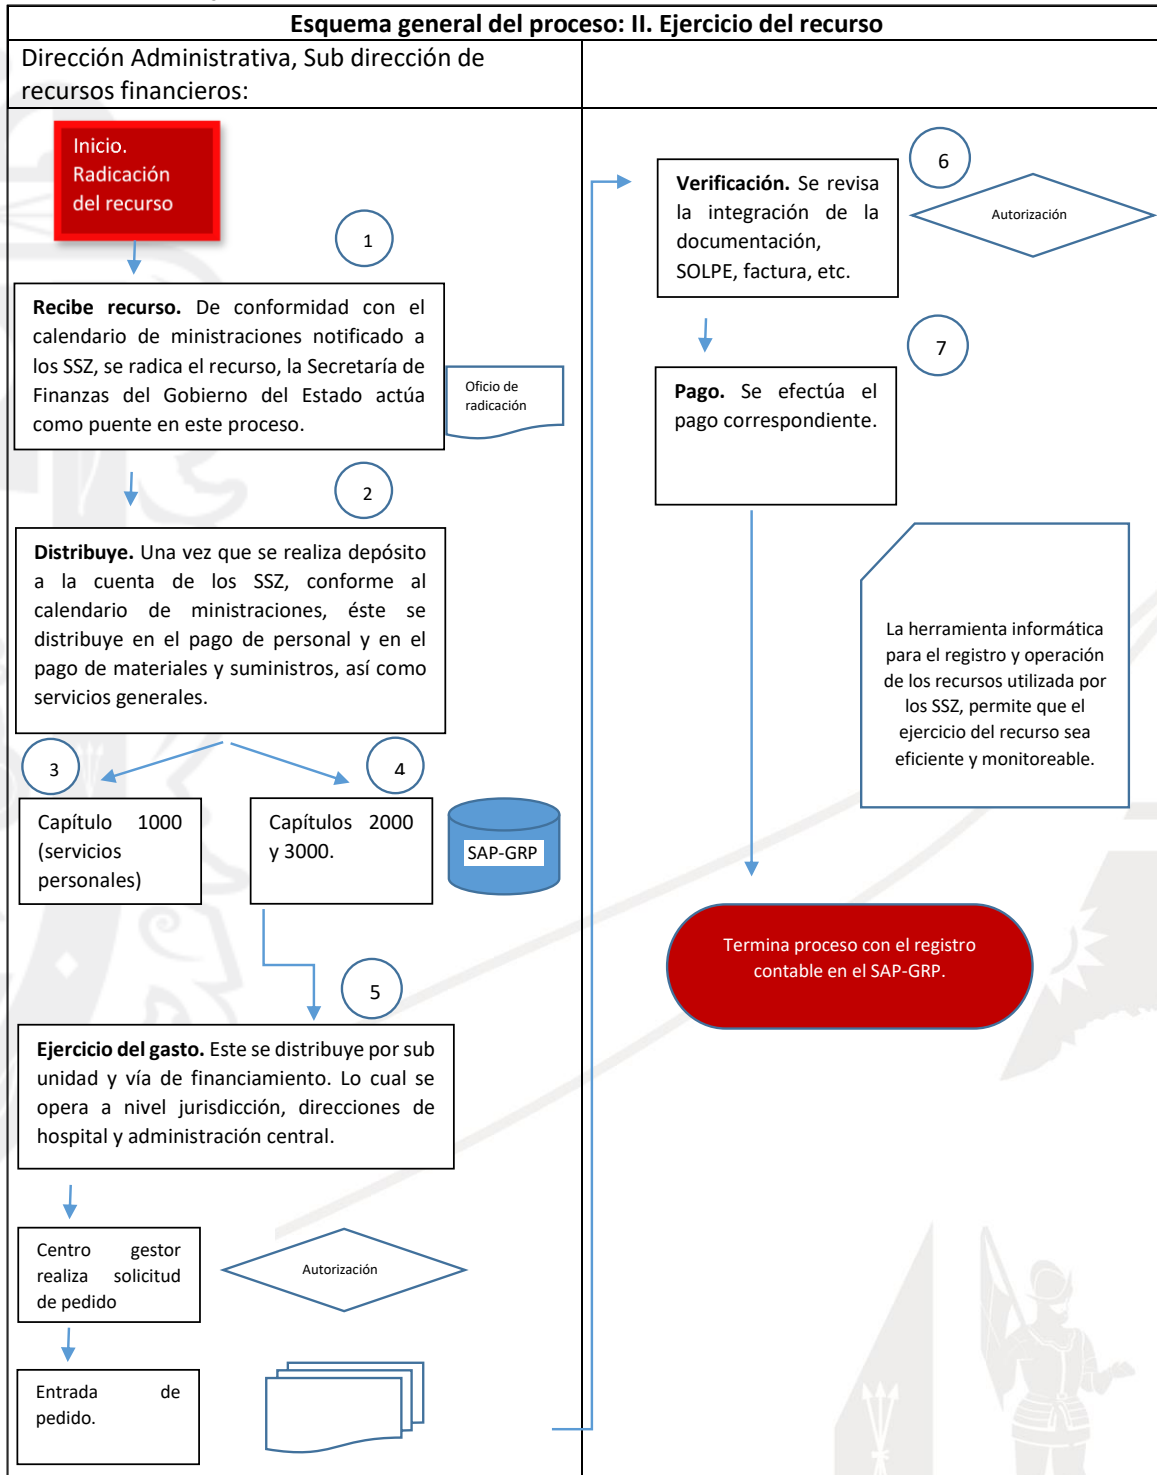 Esquema general del proceso: II. Ejercicio del recurso
Dirección Administrativa, Sub dirección de
recursos financieros:
Inicio.
Radicación
del recurso
1
Recibe recurso. De conformidad con el
calendario de ministraciones notificado a
los SSZ, se radica el recurso, la Secretaría de
Finanzas del Gobierno del Estado actúa
como puente en este proceso.
Oficio de
radicación
2
Distribuye. Una vez que se realiza depósito
a la cuenta de los SSZ, conforme al
calendario de ministraciones, éste se
distribuye en el pago de personal y en el
pago de materiales y suministros, así como
servicios generales.
3
4
Capítulo 1000
(servicios
personales)
Capítulos 2000
y 3000.
SAP-GRP
5
Ejercicio del gasto. Este se distribuye por sub
unidad y vía de financiamiento. Lo cual se
opera a nivel jurisdicción, direcciones de
hospital y administración central.
Centro gestor
realiza solicitud
de pedido
Autorización
Entrada de
pedido.
6
Verificación. Se revisa
la integración de la
documentación,
SOLPE, factura, etc.
Autorización
7
Pago. Se efectúa el
pago correspondiente.
La herramienta informática
para el registro y operación
de los recursos utilizada por
los SSZ, permite que el
ejercicio del recurso sea
eficiente y monitoreable.
Termina proceso con el registro
contable en el SAP-GRP.